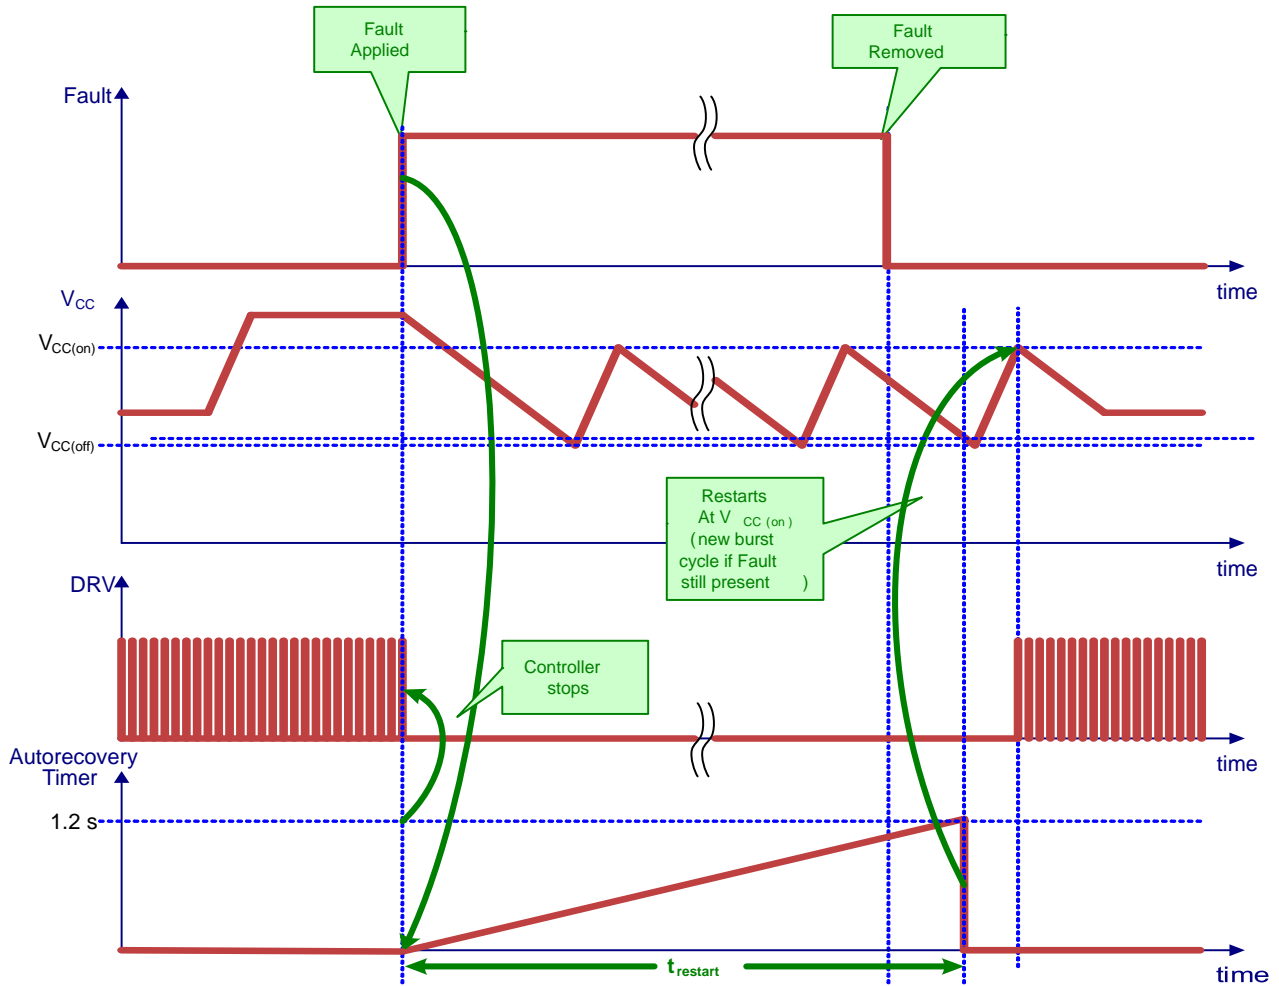 Fault
Applied
Fault
Removed
Fault
time
VCC
VCC(on)
VCC(off)
Restarts
At V CC (on)
(new burst
cycle if Fault
still present )
time
DRV
Controller
stops
time
Autorecovery
Timer
1.2 s
trestart
time